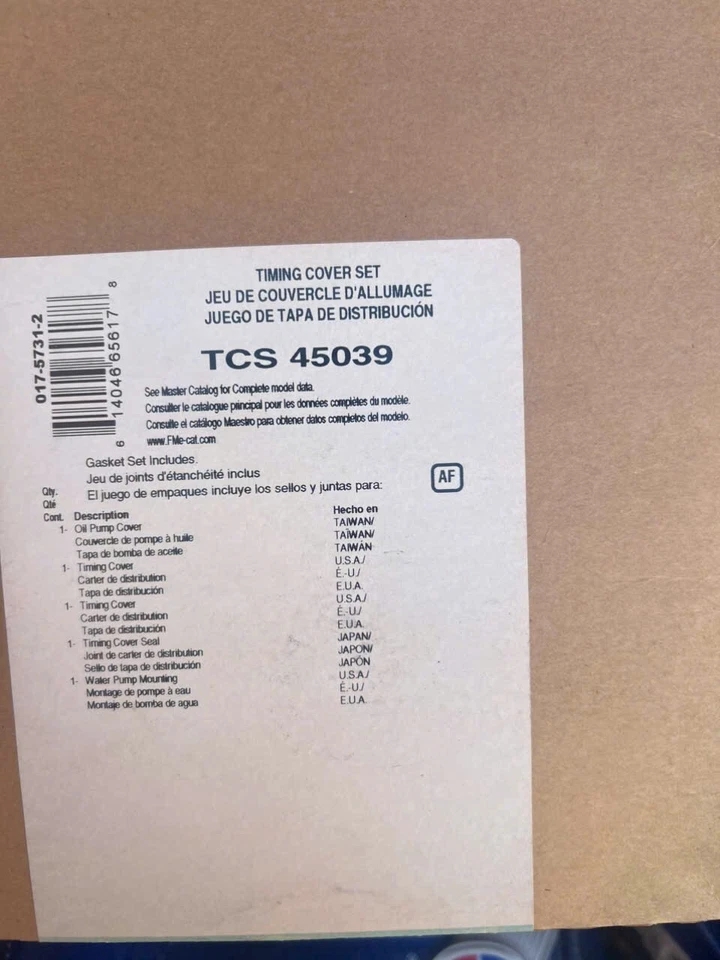 TIMING COVER SET
JEU DE COUVERCLE D'ALLUMAGE
JUEGO DE TAPA DE DISTRIBUCIÓN
017-5731-2
6 14046 65617 8
TCS 45039
See Master Catalog for Complete model data.
Consulter le catalogue principal pour les données complètes du modèle.
Consulte el catálogo Maestro para obtener datos completos del modelo.
www.FMe-cat.com
Gasket Set Includes.
Jeu de joints d'étanchéité inclus
El juego de empaques incluye los sellos y juntas para:
AF
Qty.
Qté
Cont. Description Hecho en
1- Oil Pump Cover TAIWAN/
Couvercle de pompe à huile TAÏWAN/
Tapa de bomba de aceite TAIWÁN
1- Timing Cover U.S.A./
Carter de distribution É.-U./
Tapa de distribución E.U.A.
1- Timing Cover U.S.A./
Carter de distribution É.-U./
Tapa de distribución E.U.A.
1- Timing Cover Seal JAPAN/
Joint de carter de distribution JAPON/
Sello de tapa de distribución JAPÓN
1- Water Pump Mounting U.S.A./
Montage de pompe à eau É.-U./
Montaje de bomba de agua E.U.A.